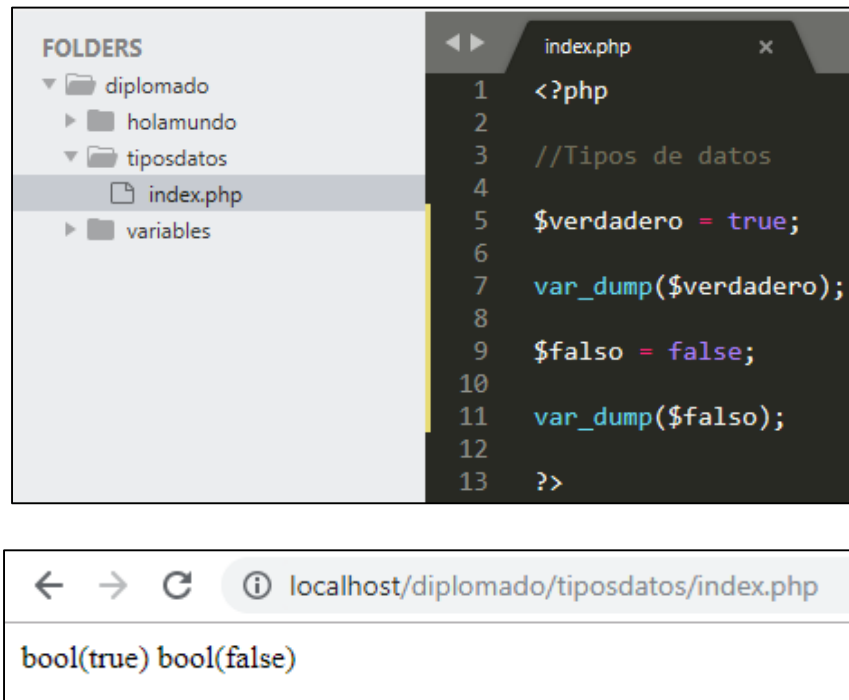 FOLDERS
diplomado
holamundo
tiposdatos
index.php
variables
index.php ×
1 <?php
2
3 //Tipos de datos
4
5 $verdadero = true;
6
7 var_dump($verdadero);
8
9 $falso = false;
10
11 var_dump($falso);
12
13 ?>
localhost/diplomado/tiposdatos/index.php
bool(true) bool(false)